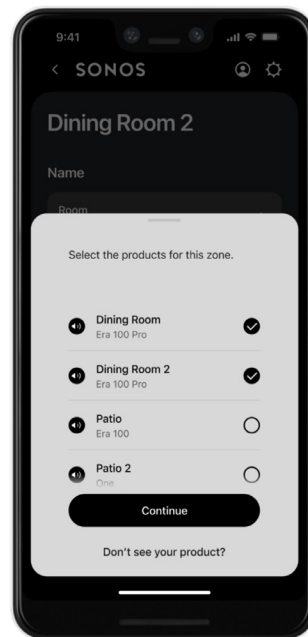 9:41
SONOS
Dining Room 2
Name
Room
Select the products for this zone.
Dining Room
Era 100 Pro
Dining Room 2
Era 100 Pro
Patio
Era 100
Patio 2
One
Continue
Don't see your product?